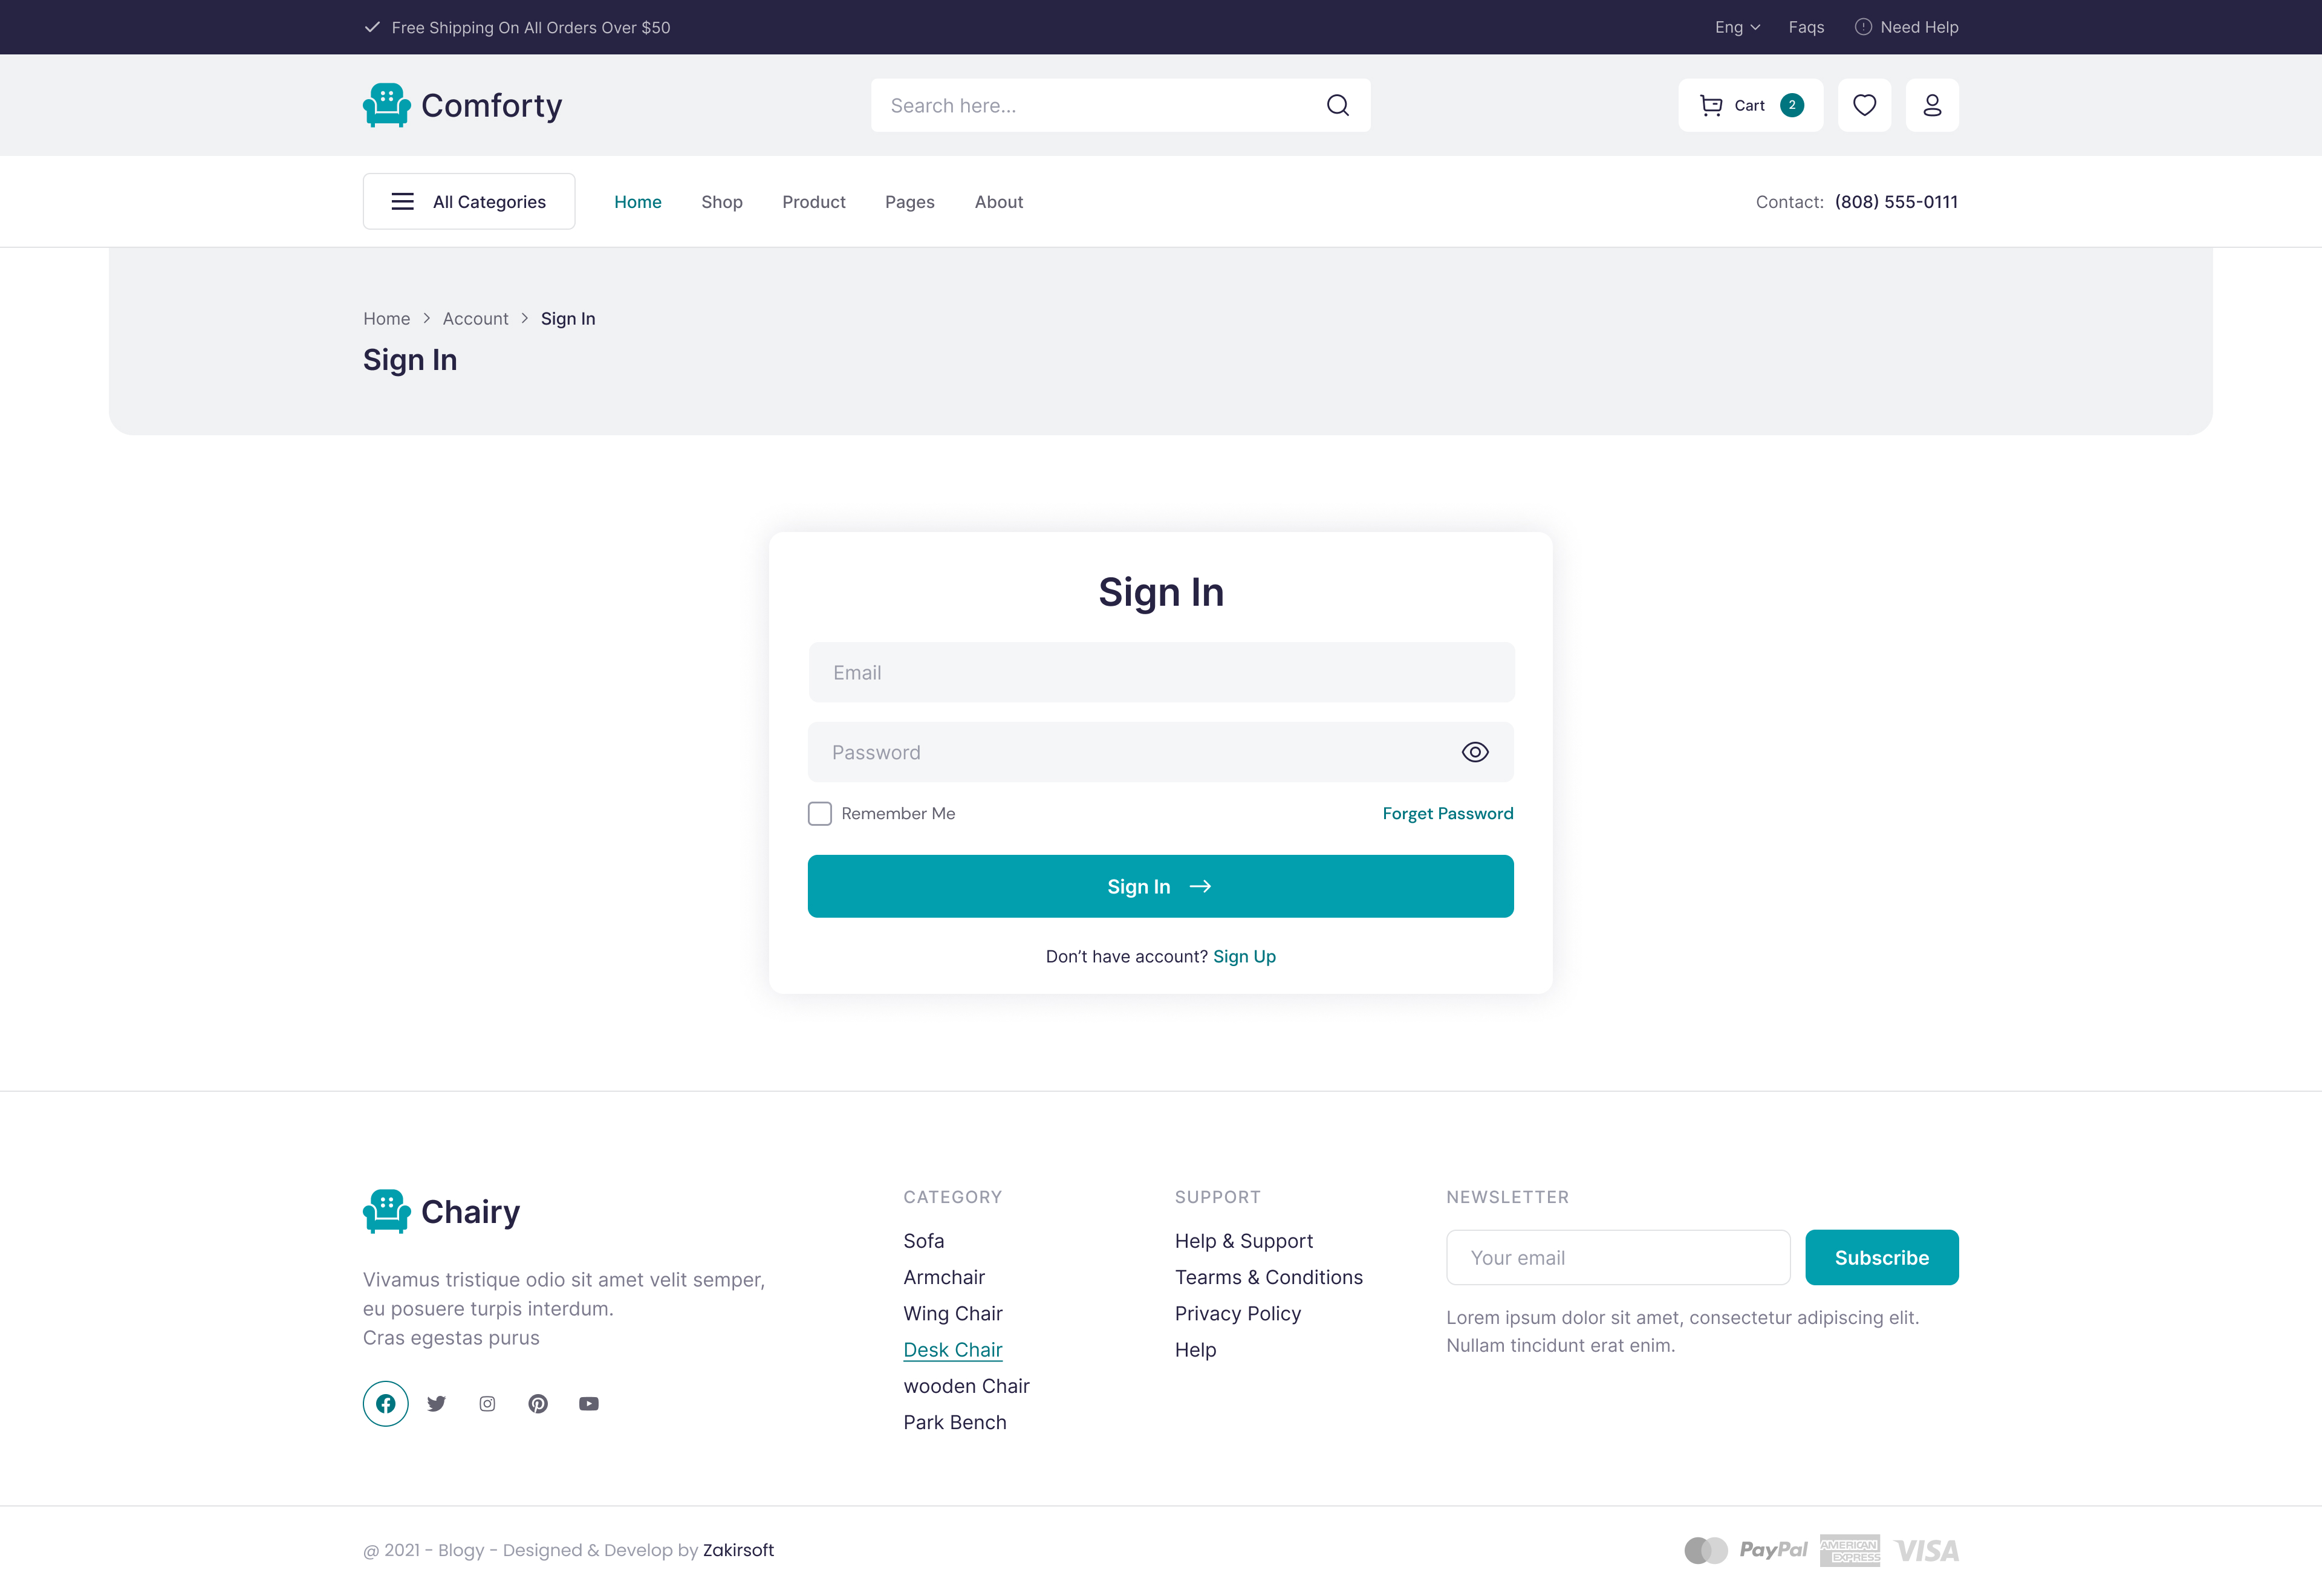 Free Shipping On All Orders Over $50
Eng
Faqs
Need Help
Comforty
Search here...
Cart
2
All Categories
Home
Shop
Product
Pages
About
Contact: (808) 555-0111
Home > Account > Sign In
Sign In
Sign In
Email
Password
Remember Me
Forget Password
Sign In
Don’t have account? Sign Up
Chairy
Vivamus tristique odio sit amet velit semper,
eu posuere turpis interdum.
Cras egestas purus
CATEGORY
Sofa
Armchair
Wing Chair
Desk Chair
wooden Chair
Park Bench
SUPPORT
Help & Support
Tearms & Conditions
Privacy Policy
Help
NEWSLETTER
Your email
Subscribe
Lorem ipsum dolor sit amet, consectetur adipiscing elit.
Nullam tincidunt erat enim.
@ 2021 - Blogy - Designed & Develop by Zakirsoft
PayPal
AMERICAN
EXPRESS
VISA